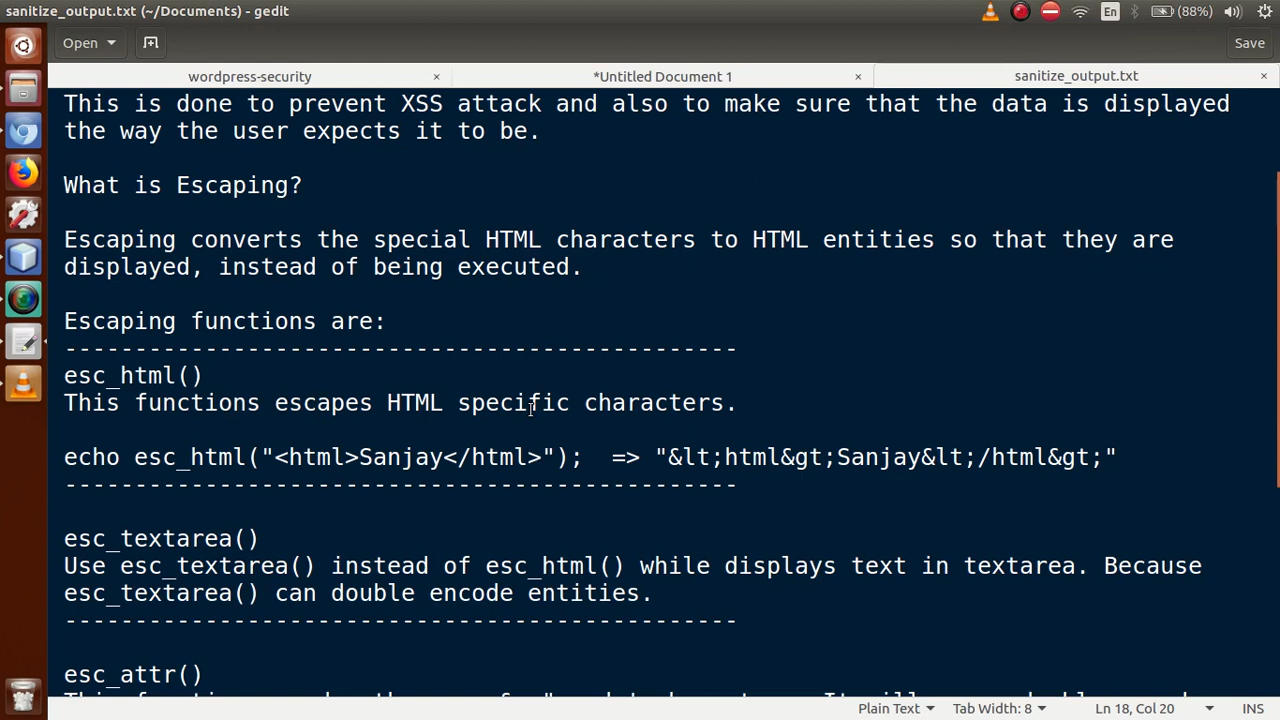 sanitize_output.txt (~/Documents) - gedit
En
(88%)
Open
Save
wordpress-security ×
*Untitled Document 1 ×
sanitize_output.txt ×
This is done to prevent XSS attack and also to make sure that the data is displayed
the way the user expects it to be.
What is Escaping?
Escaping converts the special HTML characters to HTML entities so that they are
displayed, instead of being executed.
Escaping functions are:
------------------------------------------------
esc_html()
This functions escapes HTML specific characters.
echo esc_html("<html>Sanjay</html>");  => "&lt;html&gt;Sanjay&lt;/html&gt;"
------------------------------------------------
esc_textarea()
Use esc_textarea() instead of esc_html() while displays text in textarea. Because
esc_textarea() can double encode entities.
------------------------------------------------
esc_attr()
Plain Text
Tab Width: 8
Ln 18, Col 20
INS